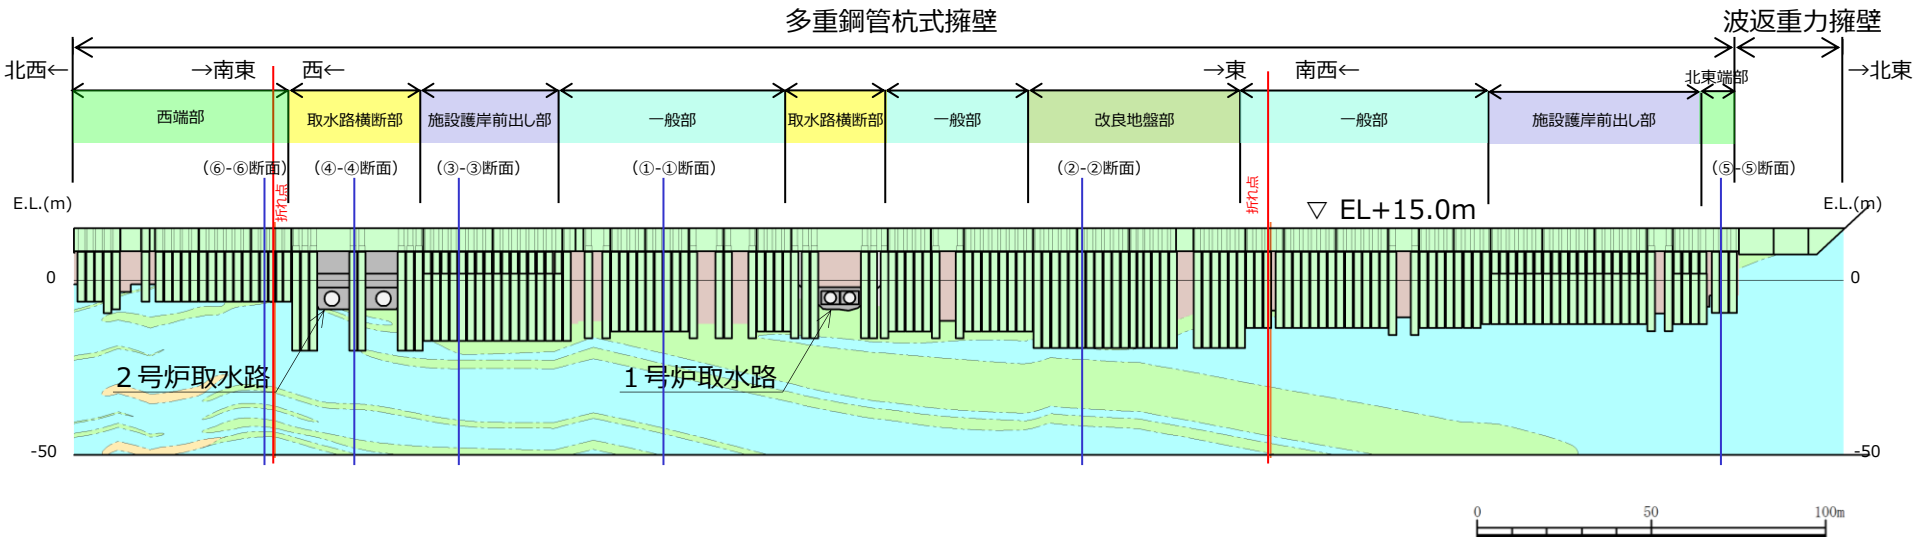 多重鋼管杭式擁壁
波返重力擁壁
北西←
→南東
西←
→東
南西←
→北東
西端部
取水路横断部
施設護岸前出し部
一般部
取水路横断部
一般部
改良地盤部
一般部
施設護岸前出し部
北東端部
（⑥-⑥断面）
（④-④断面）
（③-③断面）
（①-①断面）
（②-②断面）
（⑤-⑤断面）
折れ点
折れ点
E.L.(m)
▽ EL+15.0m
E.L.(m)
0
0
２号炉取水路
１号炉取水路
-50
-50
0 50 100m